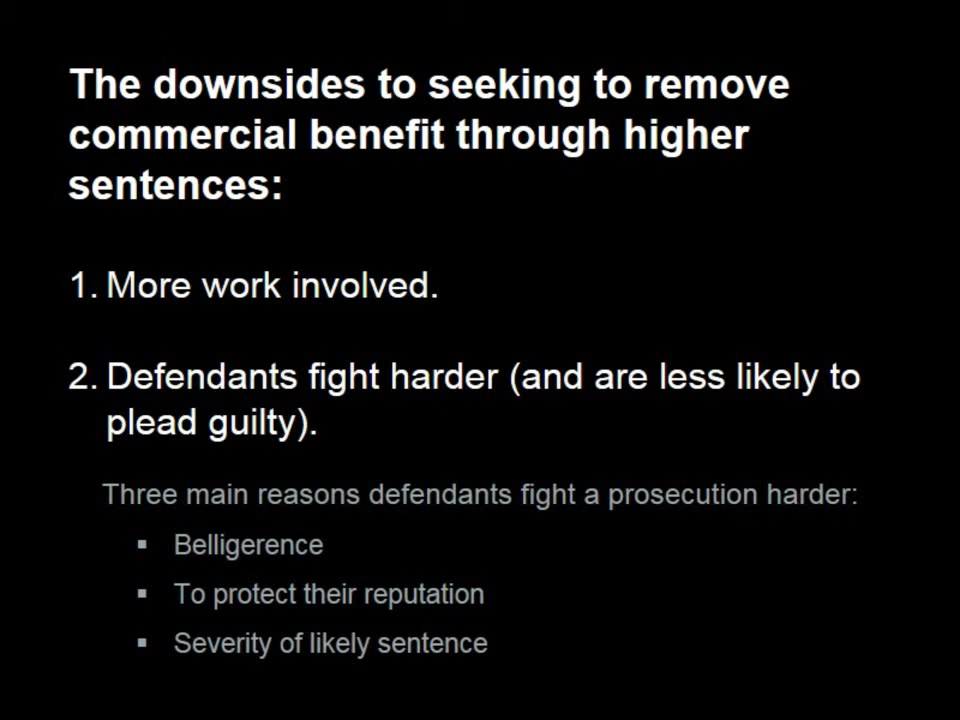 The downsides to seeking to remove
commercial benefit through higher
sentences:
1. More work involved.
2. Defendants fight harder (and are less likely to
plead guilty).
Three main reasons defendants fight a prosecution harder:
▪ Belligerence
▪ To protect their reputation
▪ Severity of likely sentence